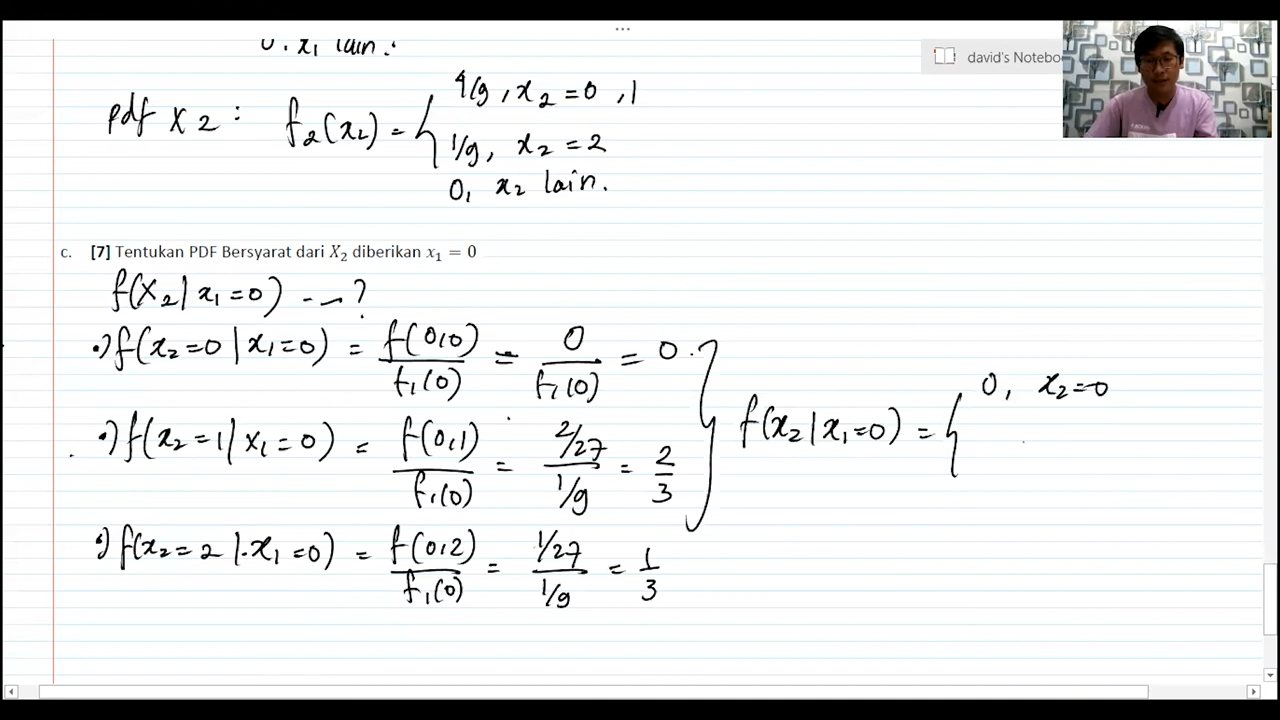 0, x₁ lain.
david's Notebo
pdf X₂ : f₂(x₂) = { 4/9, x₂ = 0, 1
1/9, x₂ = 2
0, x₂ lain.
c. [7] Tentukan PDF Bersyarat dari X₂ diberikan x₁ = 0
f(X₂ | x₁ = 0) ---?
•) f(x₂ = 0 | x₁ = 0) = f(0,0)/f₁(0) = 0/f₁(0) = 0.
•) f(x₂ = 1 | x₁ = 0) = f(0,1)/f₁(0) = (2/27)/(1/9) = 2/3
•) f(x₂ = 2 | x₁ = 0) = f(0,2)/f₁(0) = (1/27)/(1/9) = 1/3
} f(x₂ | x₁ = 0) = { 0, x₂ = 0